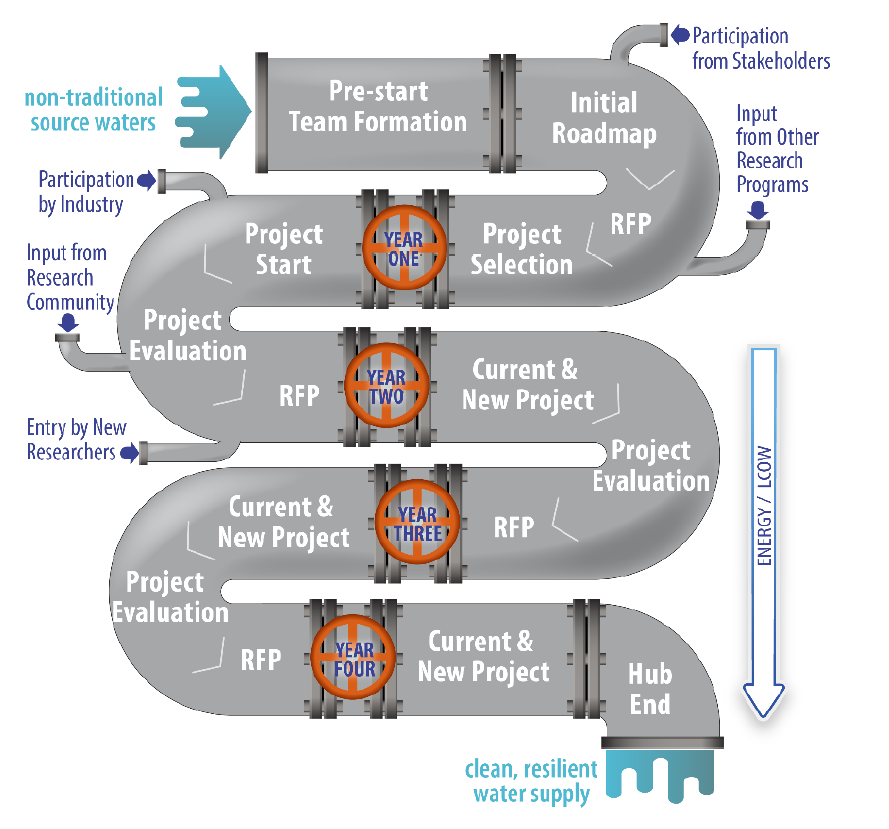 Participation
from Stakeholders
non-traditional
source waters
Pre-start
Team Formation
Initial
Roadmap
Input
from Other
Research
Programs
Participation
by Industry
RFP
Project
Selection
YEAR
ONE
Project
Start
Input from
Research
Community
Project
Evaluation
RFP
YEAR
TWO
Current &
New Project
Entry by New
Researchers
Project
Evaluation
ENERGY / LCOW
RFP
YEAR
THREE
Current &
New Project
Project
Evaluation
RFP
YEAR
FOUR
Current &
New Project
Hub
End
clean, resilient
water supply